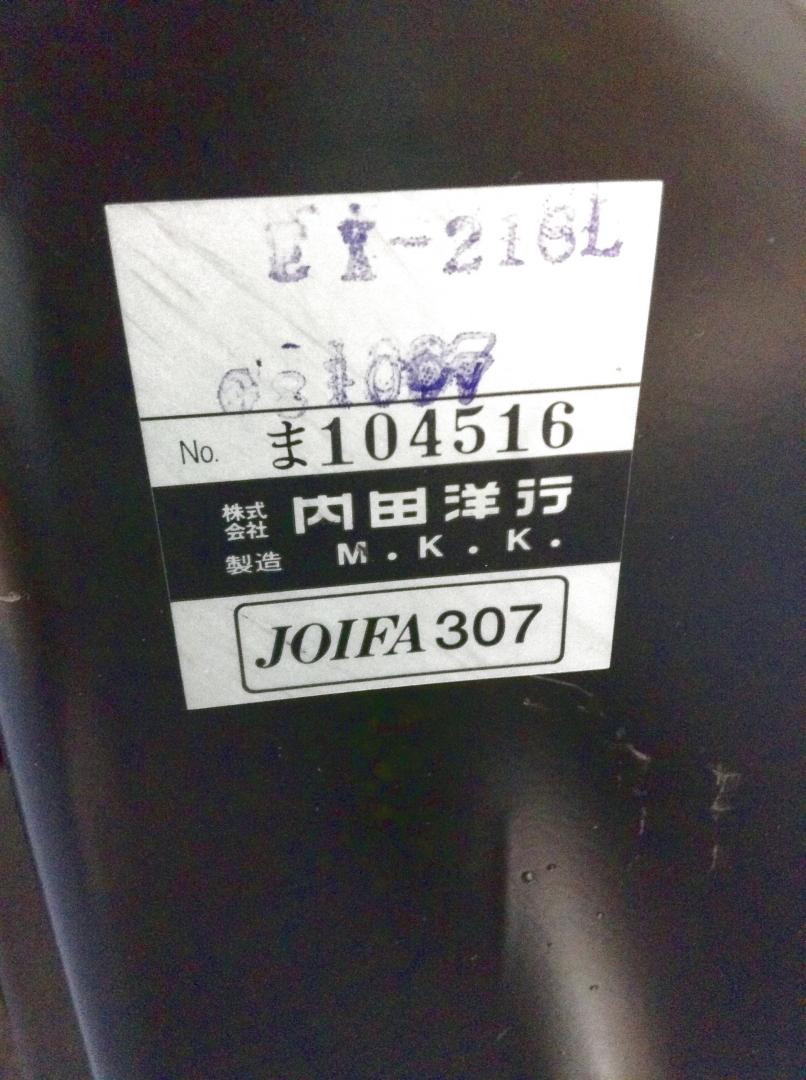 EI-216L
No. ま104516
株式会社 内田洋行
製造 M.K.K.
JOIFA 307